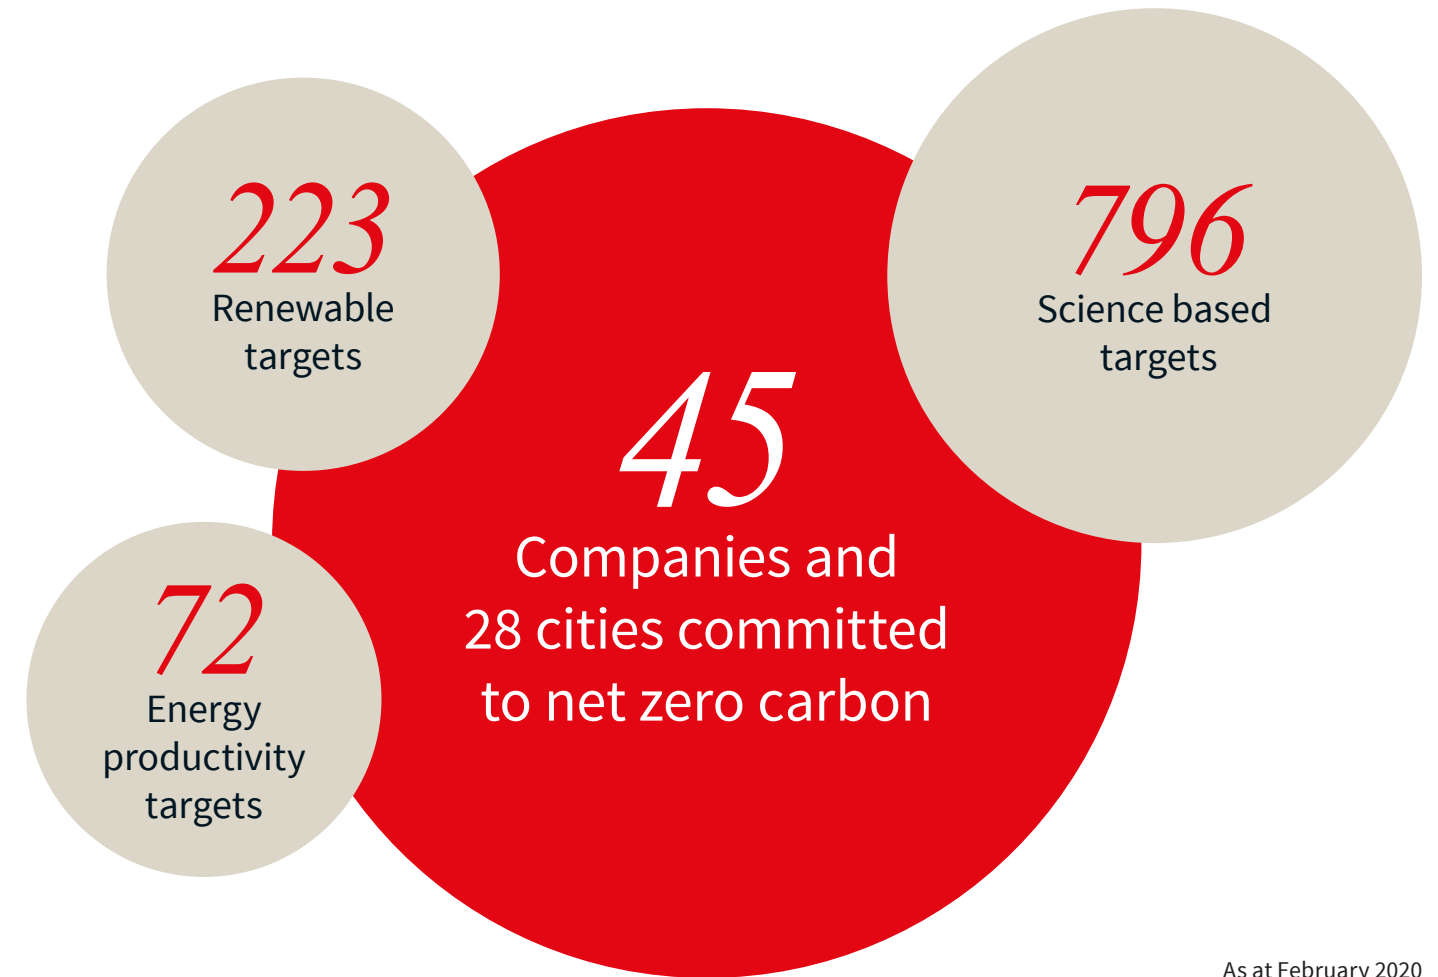 223
Renewable
targets
796
Science based
targets
45
Companies and
28 cities committed
to net zero carbon
72
Energy
productivity
targets
As at February 2020